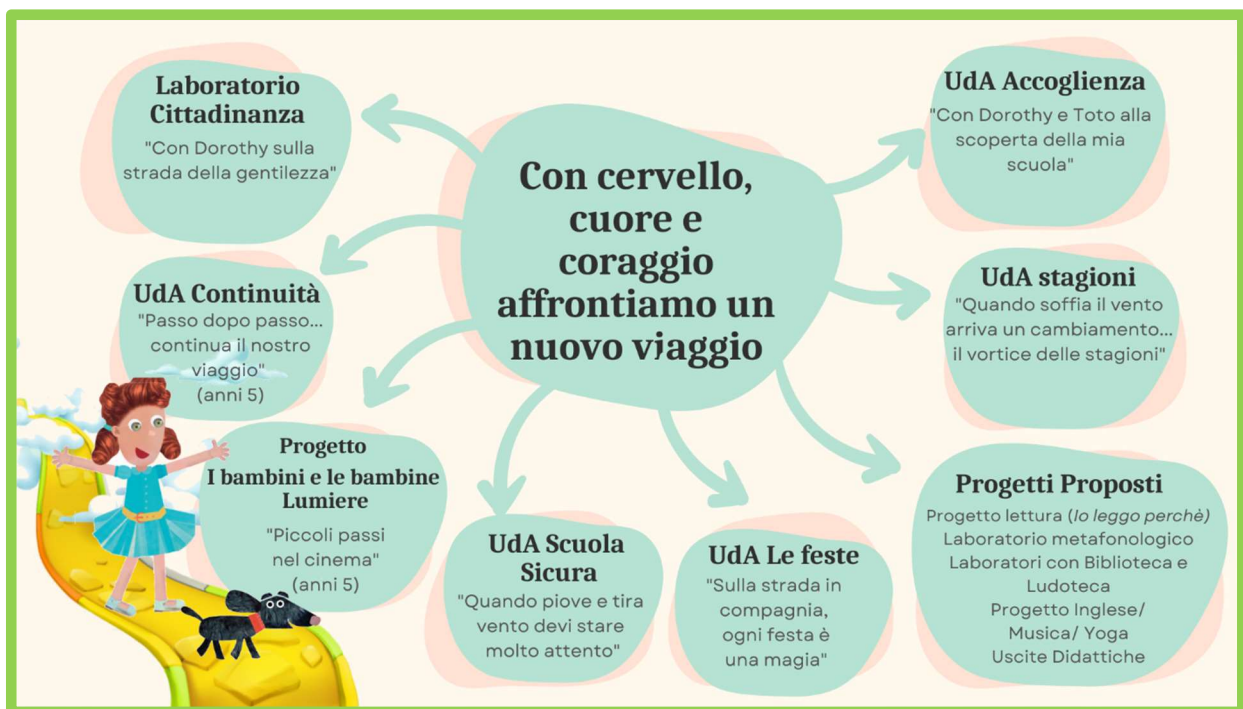 Con cervello,
cuore e
coraggio
affrontiamo un
nuovo viaggio
Laboratorio
Cittadinanza
"Con Dorothy sulla
strada della gentilezza"
UdA Continuità
"Passo dopo passo...
continua il nostro
viaggio"
(anni 5)
Progetto
I bambini e le bambine
Lumiere
"Piccoli passi
nel cinema"
(anni 5)
UdA Scuola
Sicura
"Quando piove e tira
vento devi stare
molto attento"
UdA Le feste
"Sulla strada in
compagnia,
ogni festa è
una magia"
UdA Accoglienza
"Con Dorothy e Toto alla
scoperta della mia
scuola"
UdA stagioni
"Quando soffia il vento
arriva un cambiamento...
il vortice delle stagioni"
Progetti Proposti
Progetto lettura (Io leggo perchè)
Laboratorio metafonologico
Laboratori con Biblioteca e
Ludoteca
Progetto Inglese/
Musica/ Yoga
Uscite Didattiche